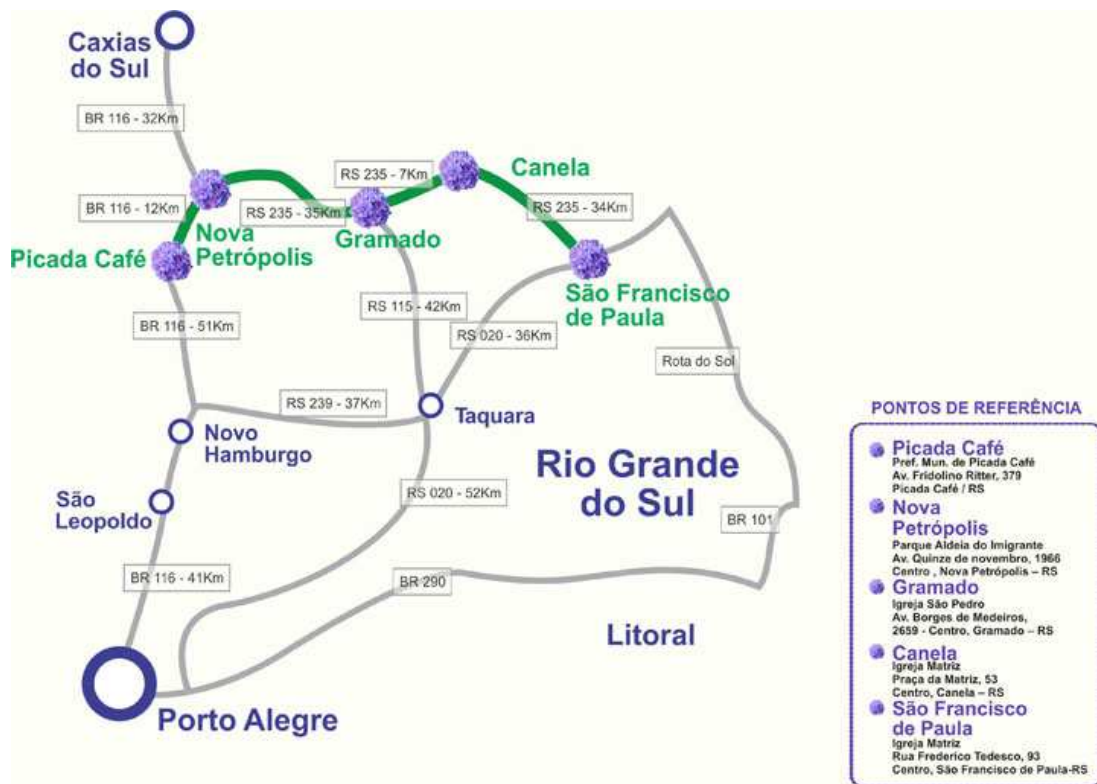 Caxias
do Sul
BR 116 - 32Km
RS 235 - 7Km
Canela
BR 116 - 12Km
RS 235 - 35Km
RS 235 - 34Km
Nova
Petrópolis
Gramado
Picada Café
São Francisco
de Paula
RS 115 - 42Km
BR 116 - 51Km
RS 020 - 36Km
Rota do Sol
RS 239 - 37Km
Taquara
Novo
Hamburgo
Rio Grande
do Sul
São
Leopoldo
RS 020 - 52Km
BR 101
BR 116 - 41Km
BR 290
Litoral
Porto Alegre
PONTOS DE REFERÊNCIA
Picada Café
Pref. Mun. de Picada Café
Av. Fridolino Ritter, 379
Picada Café / RS
Nova
Petrópolis
Parque Aldeia do Imigrante
Av. Quinze de novembro, 1966
Centro , Nova Petrópolis – RS
Gramado
Igreja São Pedro
Av. Borges de Medeiros,
2659 - Centro, Gramado – RS
Canela
Igreja Matriz
Praça da Matriz, 53
Centro, Canela – RS
São Francisco
de Paula
Igreja Matriz
Rua Frederico Tedesco, 93
Centro, São Francisco de Paula-RS